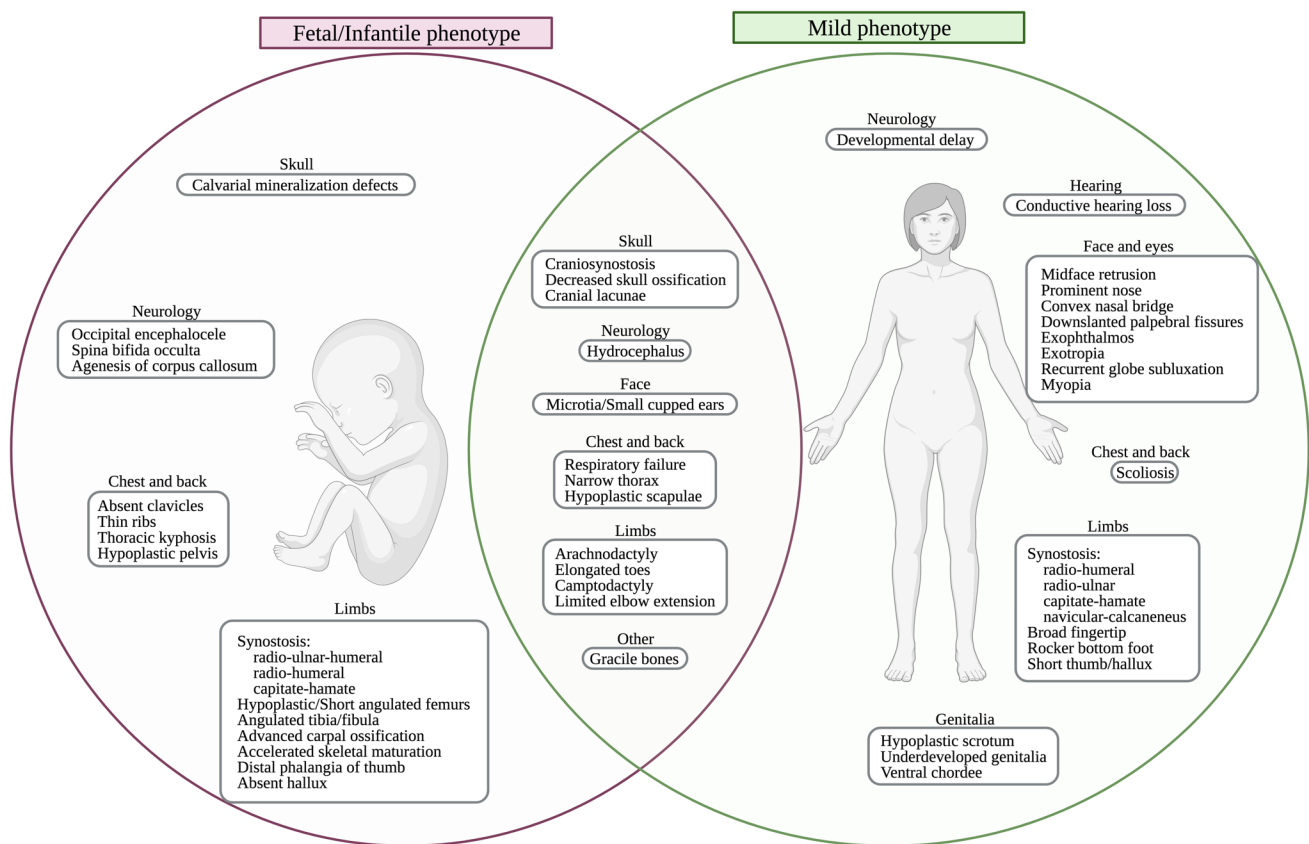 Fetal/Infantile phenotype
Mild phenotype
Skull
Calvarial mineralization defects
Neurology
Occipital encephalocele
Spina bifida occulta
Agenesis of corpus callosum
Chest and back
Absent clavicles
Thin ribs
Thoracic kyphosis
Hypoplastic pelvis
Limbs
Synostosis:
radio-ulnar-humeral
radio-humeral
capitate-hamate
Hypoplastic/Short angulated femurs
Angulated tibia/fibula
Advanced carpal ossification
Accelerated skeletal maturation
Distal phalangia of thumb
Absent hallux
Skull
Craniosynostosis
Decreased skull ossification
Cranial lacunae
Neurology
Hydrocephalus
Face
Microtia/Small cupped ears
Chest and back
Respiratory failure
Narrow thorax
Hypoplastic scapulae
Limbs
Arachnodactyly
Elongated toes
Camptodactyly
Limited elbow extension
Other
Gracile bones
Neurology
Developmental delay
Hearing
Conductive hearing loss
Face and eyes
Midface retrusion
Prominent nose
Convex nasal bridge
Downslanted palpebral fissures
Exophthalmos
Exotropia
Recurrent globe subluxation
Myopia
Chest and back
Scoliosis
Limbs
Synostosis:
radio-humeral
radio-ulnar
capitate-hamate
navicular-calcaneneus
Broad fingertip
Rocker bottom foot
Short thumb/hallux
Genitalia
Hypoplastic scrotum
Underdeveloped genitalia
Ventral chordee